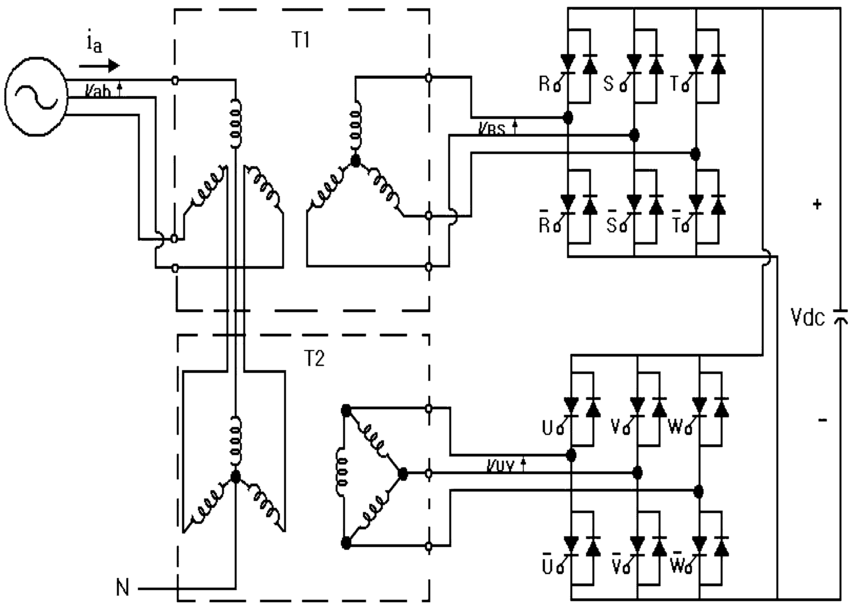 T1
ia
Vab
R S T
VRS
R̄ S̄ T̄
+
Vdc
-
T2
U V W
VUV
Ū V̄ W̄
N